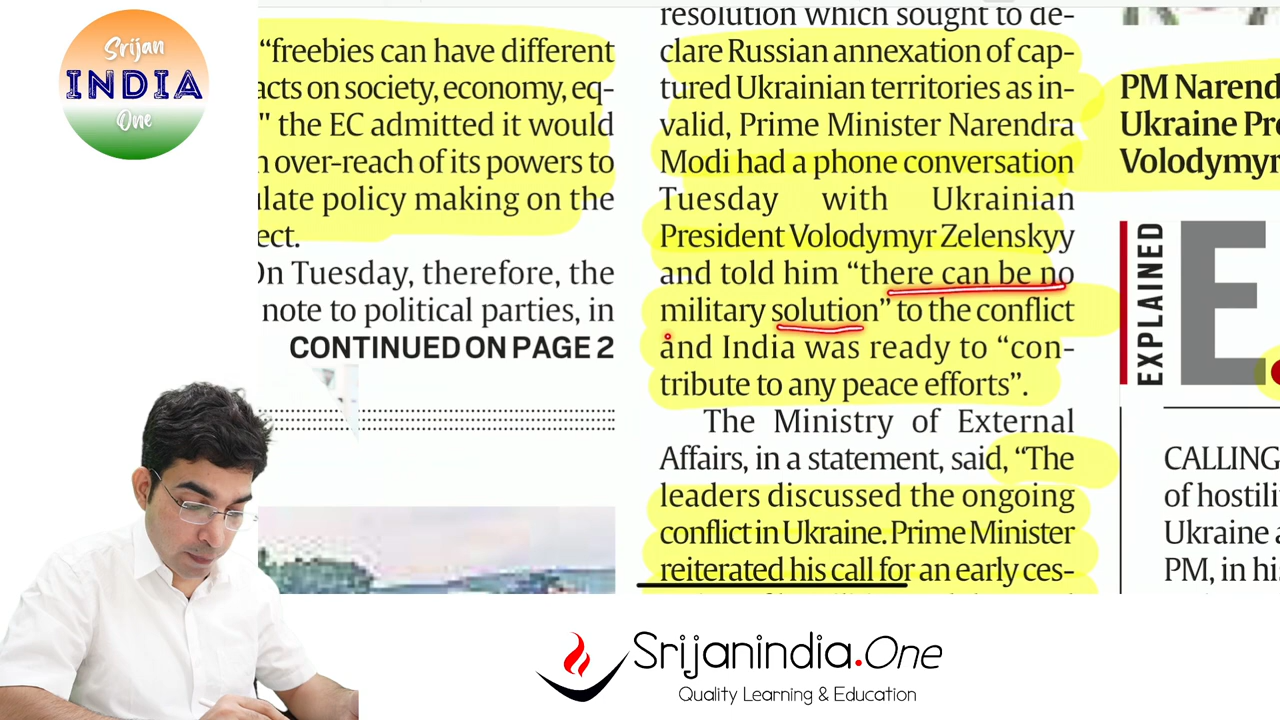 Srijan
INDIA
One
“freebies can have different
acts on society, economy, eq-
" the EC admitted it would
over-reach of its powers to
ulate policy making on the
ect.
On Tuesday, therefore, the
note to political parties, in
CONTINUED ON PAGE 2
resolution which sought to de-
clare Russian annexation of cap-
tured Ukrainian territories as in-
valid, Prime Minister Narendra
Modi had a phone conversation
Tuesday with Ukrainian
President Volodymyr Zelenskyy
and told him “there can be no
military solution” to the conflict
and India was ready to “con-
tribute to any peace efforts”.
The Ministry of External
Affairs, in a statement, said, “The
leaders discussed the ongoing
conflict in Ukraine. Prime Minister
reiterated his call for an early ces-
PM Narend
Ukraine Pre
Volodymyr
EXPLAINED
E.
CALLING
of hostili
Ukraine a
PM, in his
Srijanindia.One
Quality Learning & Education